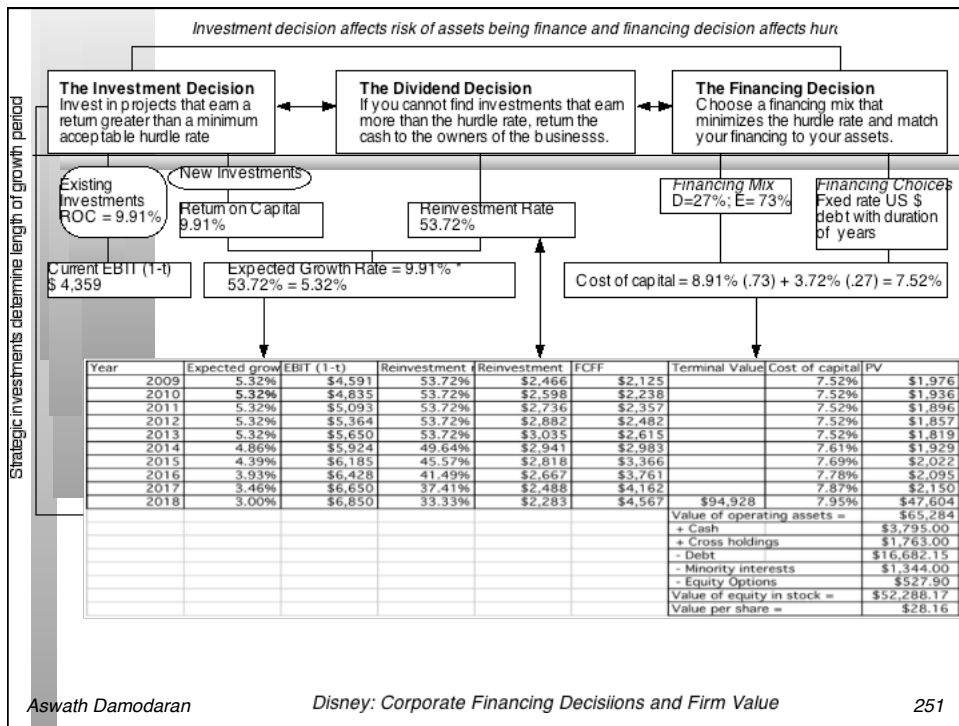 Investment decision affects risk of assets being finance and financing decision affects hurd
The Investment Decision
Invest in projects that earn a
return greater than a minimum
acceptable hurdle rate
The Dividend Decision
If you cannot find investments that earn
more than the hurdle rate, return the
cash to the owners of the businesss.
The Financing Decision
Choose a financing mix that
minimizes the hurdle rate and match
your financing to your assets.
Strategic investments determine length of growth period
Existing
Investments
ROC = 9.91%
New Investments
Return on Capital
9.91%
Reinvestment Rate
53.72%
Financing Mix
D=27%; E= 73%
Financing Choices
Fxed rate US $
debt with duration
of years
Current EBIT (1-t)
$ 4,359
Expected Growth Rate = 9.91% *
53.72% = 5.32%
Cost of capital = 8.91% (.73) + 3.72% (.27) = 7.52%
Year Expected grow EBIT (1-t) Reinvestment r Reinvestment FCFF Terminal Value Cost of capital PV
2009 5.32% $4,591 53.72% $2,466 $2,125 7.52% $1,976
2010 5.32% $4,835 53.72% $2,598 $2,238 7.52% $1,936
2011 5.32% $5,093 53.72% $2,736 $2,357 7.52% $1,896
2012 5.32% $5,364 53.72% $2,882 $2,482 7.52% $1,857
2013 5.32% $5,650 53.72% $3,035 $2,615 7.52% $1,819
2014 4.86% $5,924 49.64% $2,941 $2,983 7.61% $1,929
2015 4.39% $6,185 45.57% $2,818 $3,366 7.69% $2,022
2016 3.93% $6,428 41.49% $2,667 $3,761 7.78% $2,095
2017 3.46% $6,650 37.41% $2,488 $4,162 7.87% $2,150
2018 3.00% $6,850 33.33% $2,283 $4,567 $94,928 7.95% $47,604
Value of operating assets = $65,284
+ Cash $3,795.00
+ Cross holdings $1,763.00
- Debt $16,682.15
- Minority interests $1,344.00
- Equity Options $527.90
Value of equity in stock = $52,288.17
Value per share = $28.16
Aswath Damodaran Disney: Corporate Financing Decisiions and Firm Value 251